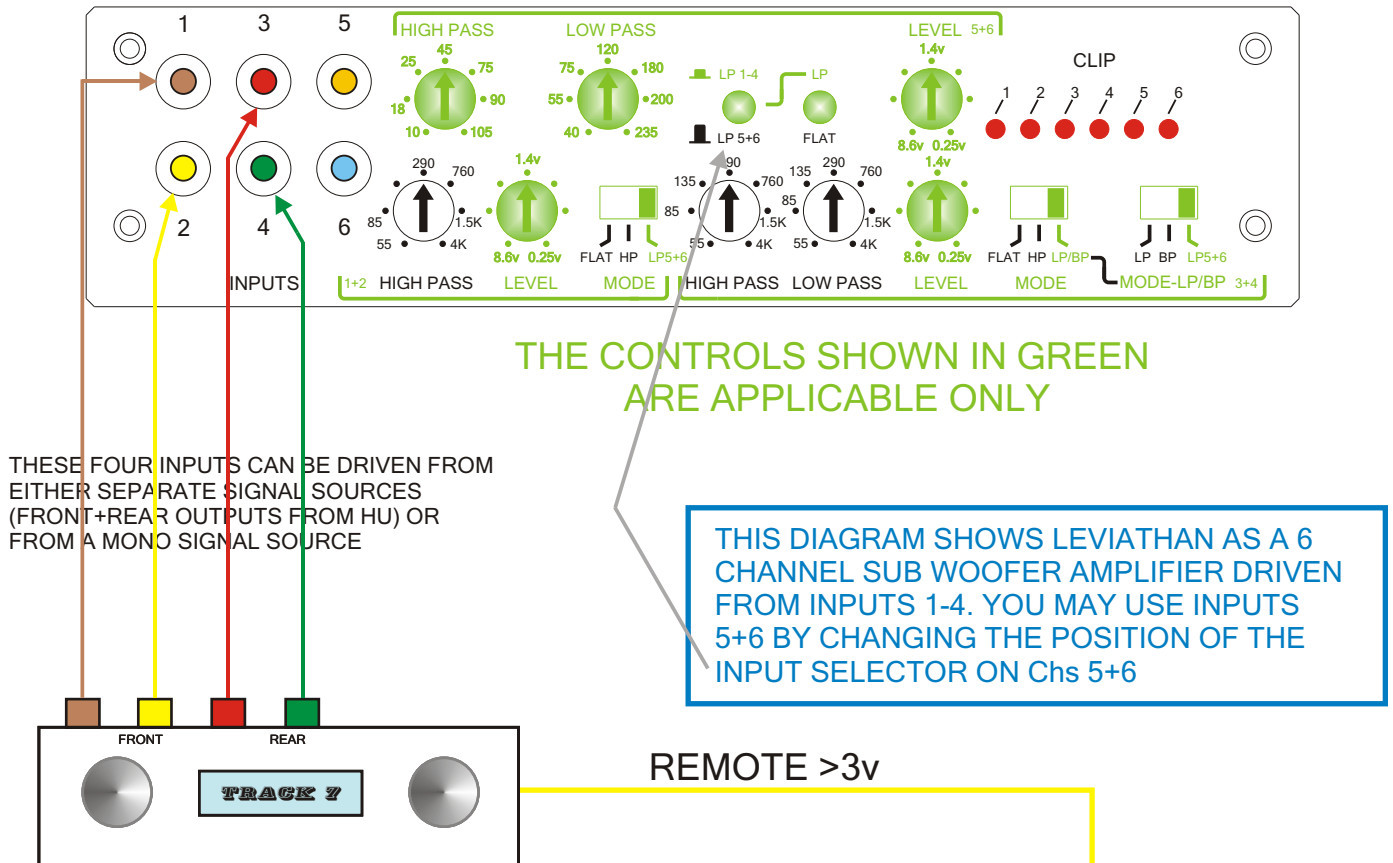 1 3 5
HIGH PASS LOW PASS LEVEL 5+6
25 45 75 90 105 10 18
75 120 180 200 235 40 55
LP 1-4 LP
LP 5+6 FLAT
1.4v
8.6v 0.25v
CLIP
1 2 3 4 5 6
2 4 6
INPUTS
290 760 1.5K 4K 55 85
1.4v
8.6v 0.25v
FLAT HP LP5+6
135 90 760 1.5K 4K 55 85
135 290 760 1.5K 4K 55 85
1.4v
8.6v 0.25v
FLAT HP LP/BP
LP BP LP5+6
1+2 HIGH PASS LEVEL MODE HIGH PASS LOW PASS LEVEL MODE MODE-LP/BP 3+4
THE CONTROLS SHOWN IN GREEN
ARE APPLICABLE ONLY
THESE FOUR INPUTS CAN BE DRIVEN FROM
EITHER SEPARATE SIGNAL SOURCES
(FRONT+REAR OUTPUTS FROM HU) OR
FROM A MONO SIGNAL SOURCE
THIS DIAGRAM SHOWS LEVIATHAN AS A 6
CHANNEL SUB WOOFER AMPLIFIER DRIVEN
FROM INPUTS 1-4. YOU MAY USE INPUTS
5+6 BY CHANGING THE POSITION OF THE
INPUT SELECTOR ON Chs 5+6
FRONT REAR
TRACK 7
REMOTE >3v